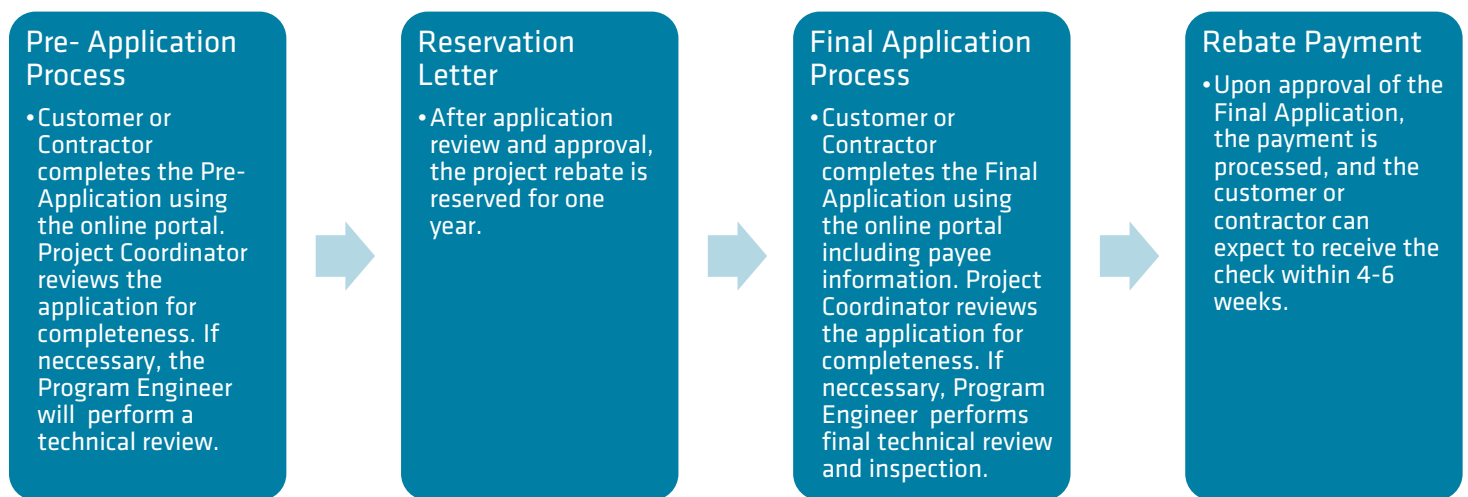 Pre- Application
Process
•Customer or
Contractor
completes the Pre-
Application using
the online portal.
Project Coordinator
reviews the
application for
completeness. If
neccessary, the
Program Engineer
will  perform a
technical review.
Reservation
Letter
•After application
review and approval,
the project rebate is
reserved for one
year.
Final Application
Process
•Customer or
Contractor
completes the Final
Application using
the online portal
including payee
information. Project
Coordinator reviews
the application for
completeness. If
neccessary, Program
Engineer  performs
final technical review
and inspection.
Rebate Payment
•Upon approval of the
Final Application,
the payment is
processed, and the
customer or
contractor can
expect to receive the
check within 4-6
weeks.